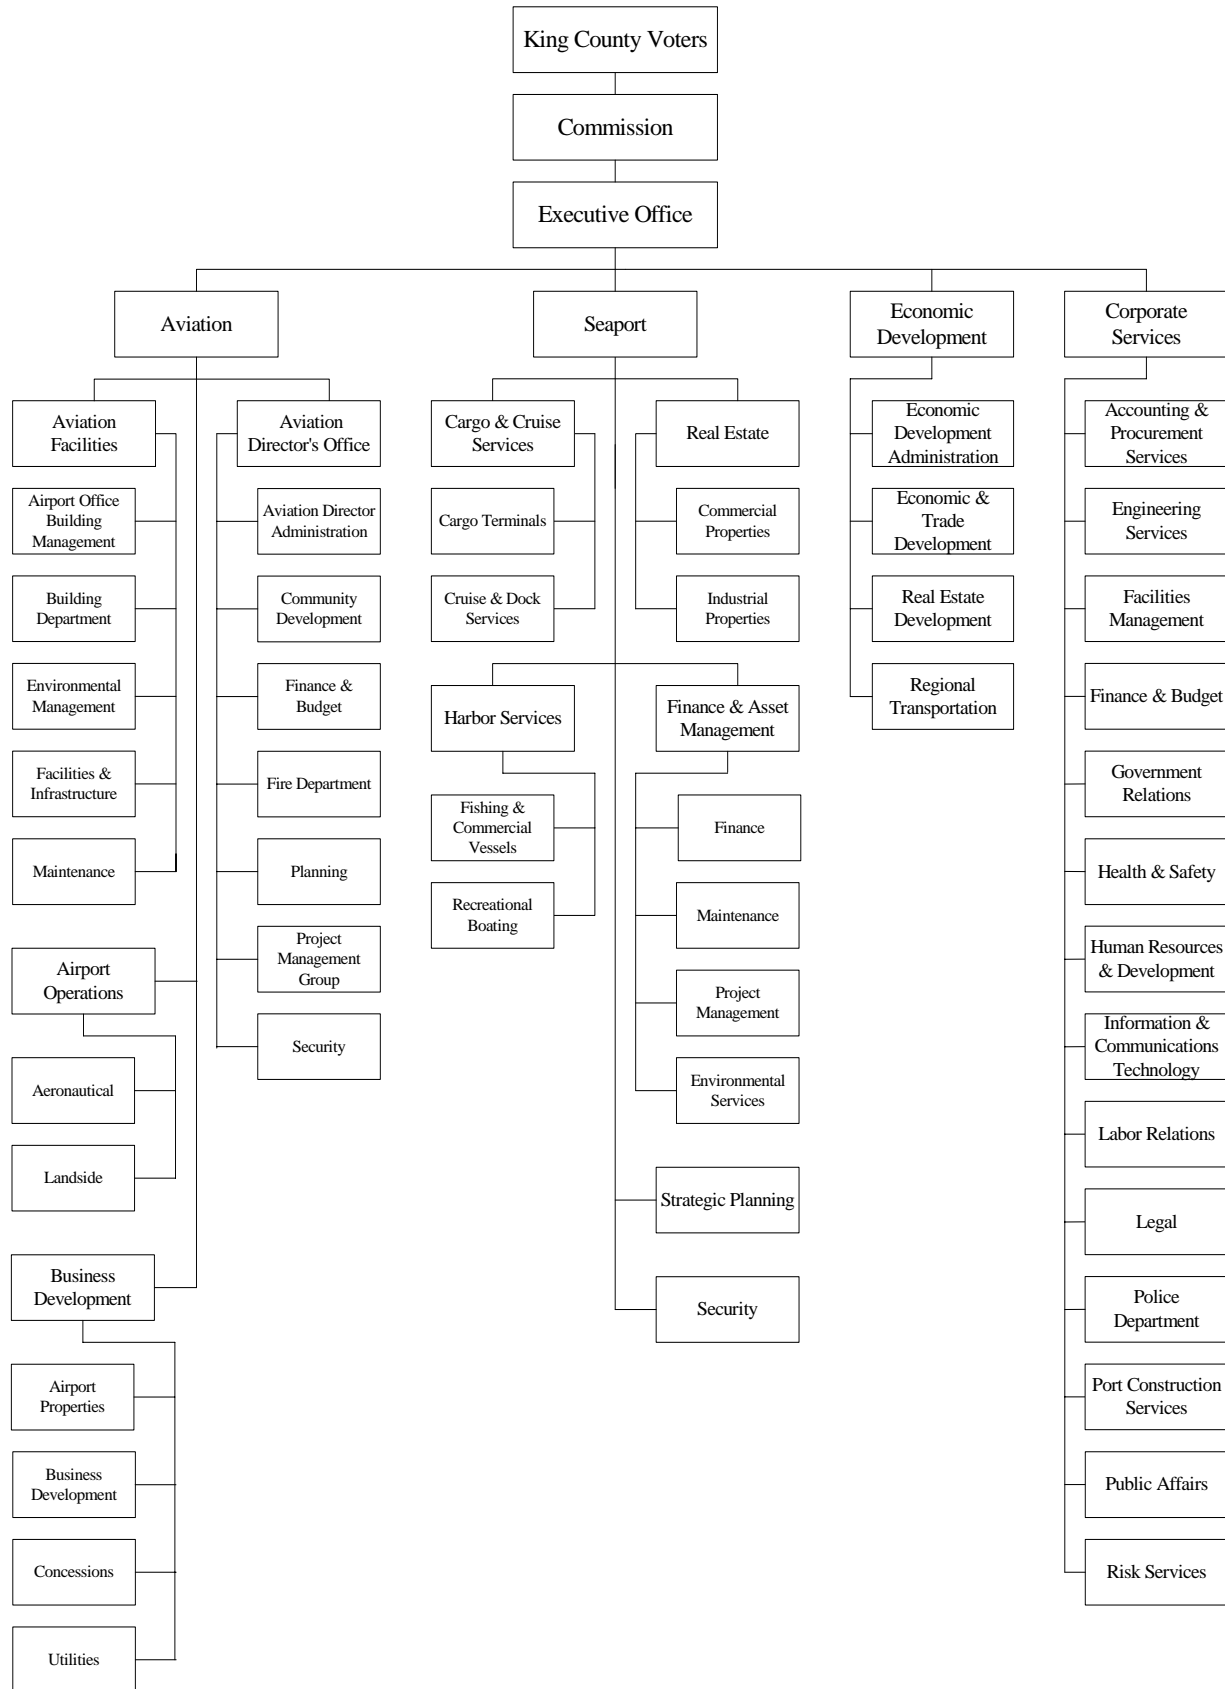 King County Voters
Commission
Executive Office
Aviation
Seaport
Economic
Development
Corporate
Services
Aviation
Facilities
Airport Office
Building
Management
Building
Department
Environmental
Management
Facilities &
Infrastructure
Maintenance
Airport
Operations
Aeronautical
Landside
Business
Development
Airport
Properties
Business
Development
Concessions
Utilities
Aviation
Director's Office
Aviation Director
Administration
Community
Development
Finance &
Budget
Fire Department
Planning
Project
Management
Group
Security
Cargo & Cruise
Services
Cargo Terminals
Cruise & Dock
Services
Real Estate
Commercial
Properties
Industrial
Properties
Harbor Services
Fishing &
Commercial
Vessels
Recreational
Boating
Finance & Asset
Management
Finance
Maintenance
Project
Management
Environmental
Services
Strategic Planning
Security
Economic
Development
Administration
Economic &
Trade
Development
Real Estate
Development
Regional
Transportation
Accounting &
Procurement
Services
Engineering
Services
Facilities
Management
Finance & Budget
Government
Relations
Health & Safety
Human Resources
& Development
Information &
Communications
Technology
Labor Relations
Legal
Police
Department
Port Construction
Services
Public Affairs
Risk Services